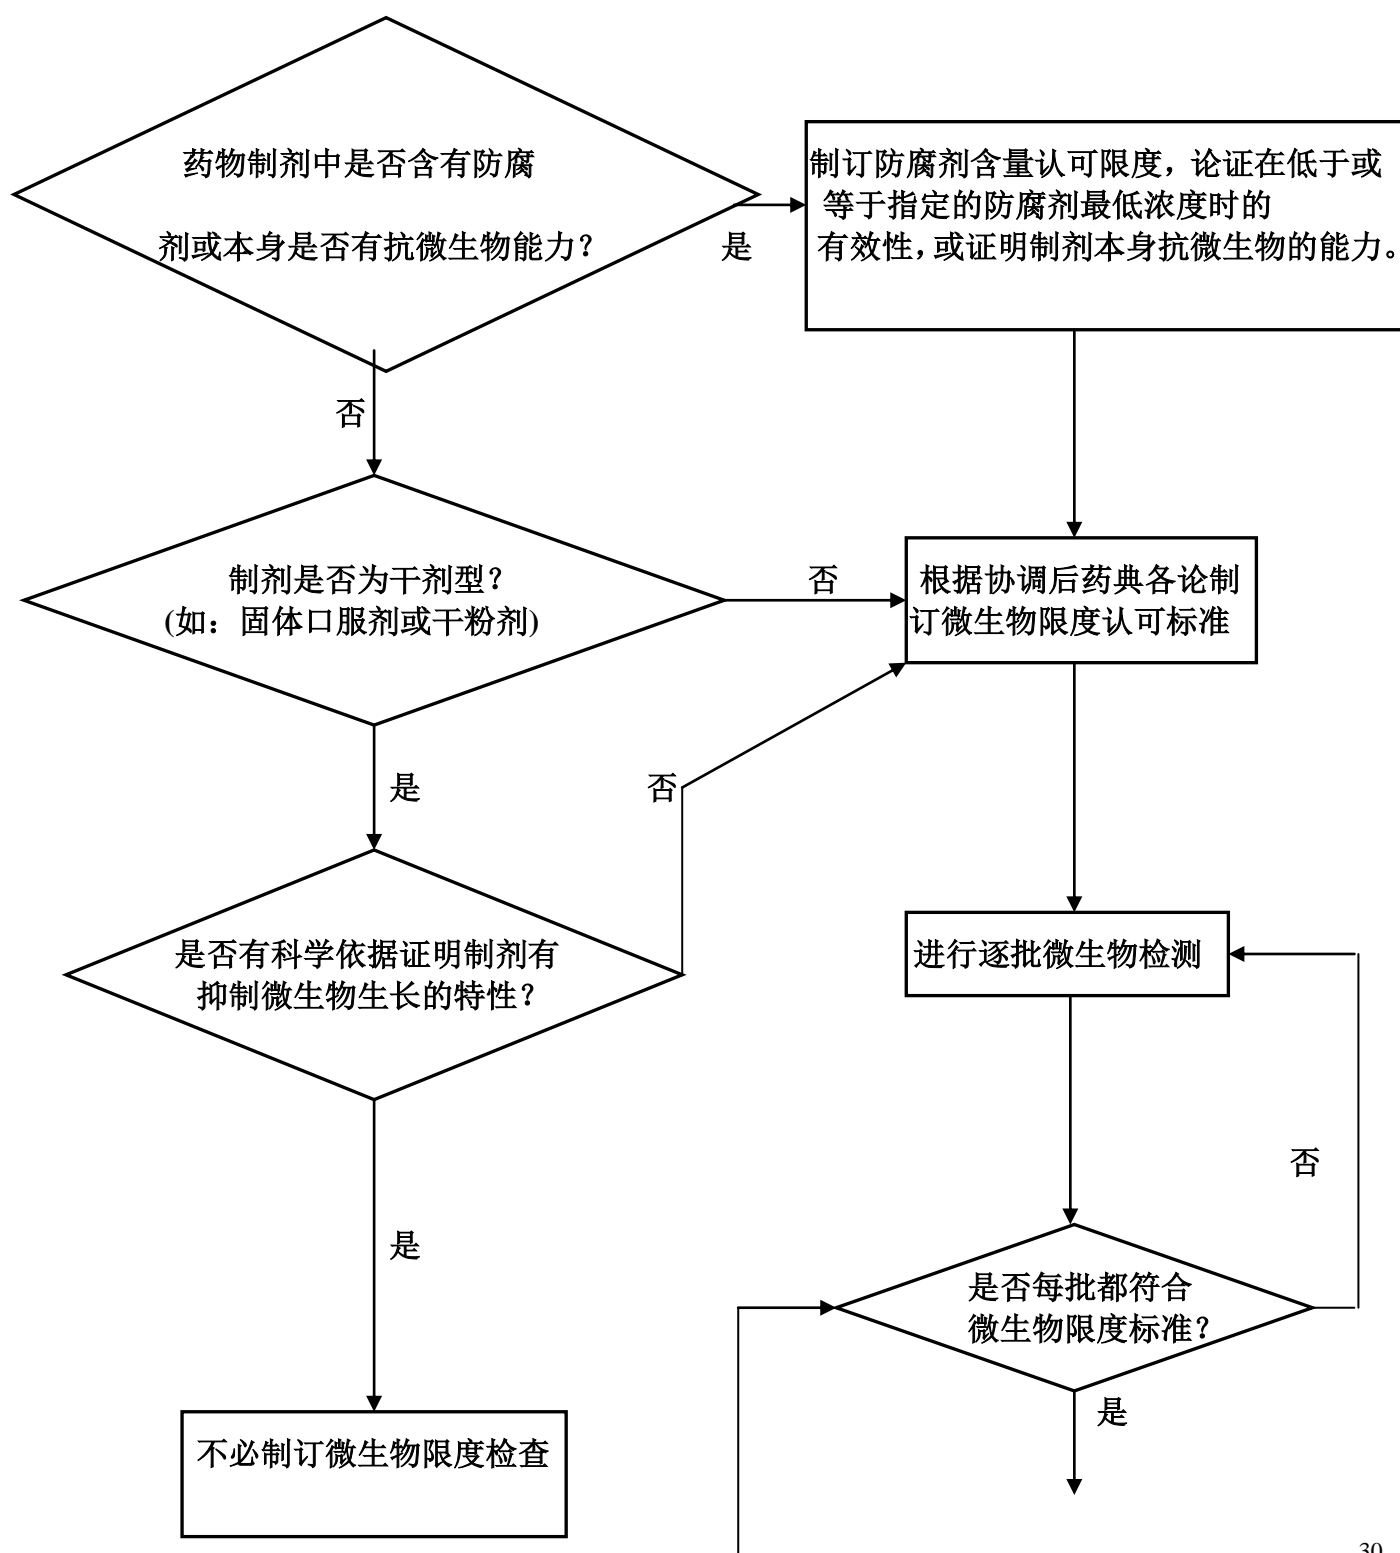 药物制剂中是否含有防腐
剂或本身是否有抗微生物能力？
是
制订防腐剂含量认可限度，论证在低于或
等于指定的防腐剂最低浓度时的
有效性，或证明制剂本身抗微生物的能力。
否
制剂是否为干剂型？
(如：固体口服剂或干粉剂)
否
根据协调后药典各论制
订微生物限度认可标准
是
否
是否有科学依据证明制剂有
抑制微生物生长的特性？
进行逐批微生物检测
否
是
是否每批都符合
微生物限度标准？
是
不必制订微生物限度检查
30